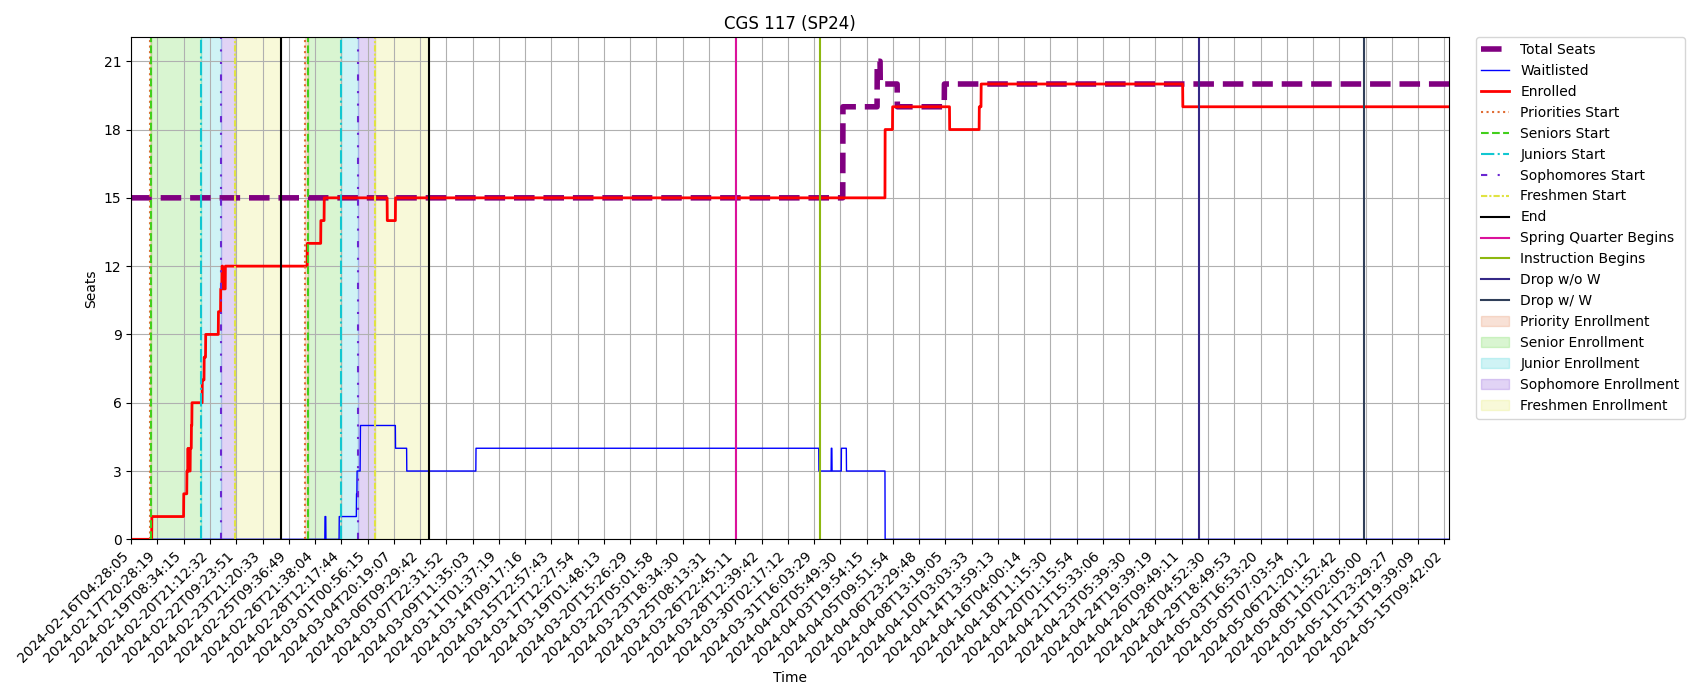 CGS 117 (SP24)
Seats
21
18
15
12
9
6
3
0
2024-02-16T04:28:05
2024-02-17T20:28:19
2024-02-19T08:34:15
2024-02-20T21:12:32
2024-02-22T09:23:51
2024-02-23T21:20:33
2024-02-25T09:36:49
2024-02-26T21:38:04
2024-02-28T12:17:44
2024-03-01T00:56:15
2024-03-04T20:19:07
2024-03-06T09:29:42
2024-03-07T22:31:52
2024-03-09T11:35:03
2024-03-11T01:37:19
2024-03-14T09:17:16
2024-03-15T22:57:43
2024-03-17T12:27:54
2024-03-19T01:48:13
2024-03-20T15:26:29
2024-03-22T05:01:58
2024-03-23T18:34:30
2024-03-25T08:13:31
2024-03-26T22:45:11
2024-03-28T12:39:42
2024-03-30T02:17:12
2024-03-31T16:03:29
2024-04-02T05:49:30
2024-04-03T19:54:15
2024-04-05T09:51:54
2024-04-06T23:29:48
2024-04-08T13:19:05
2024-04-10T03:03:33
2024-04-14T13:59:13
2024-04-16T04:00:14
2024-04-18T11:15:30
2024-04-20T01:15:54
2024-04-21T15:33:06
2024-04-23T05:39:30
2024-04-24T19:39:19
2024-04-26T09:49:11
2024-04-28T04:52:30
2024-04-29T18:49:53
2024-05-03T16:53:20
2024-05-05T07:03:54
2024-05-06T21:20:12
2024-05-08T11:52:42
2024-05-10T02:05:00
2024-05-11T23:29:27
2024-05-13T19:39:09
2024-05-15T09:42:02
Time
Total Seats
Waitlisted
Enrolled
Priorities Start
Seniors Start
Juniors Start
Sophomores Start
Freshmen Start
End
Spring Quarter Begins
Instruction Begins
Drop w/o W
Drop w/ W
Priority Enrollment
Senior Enrollment
Junior Enrollment
Sophomore Enrollment
Freshmen Enrollment